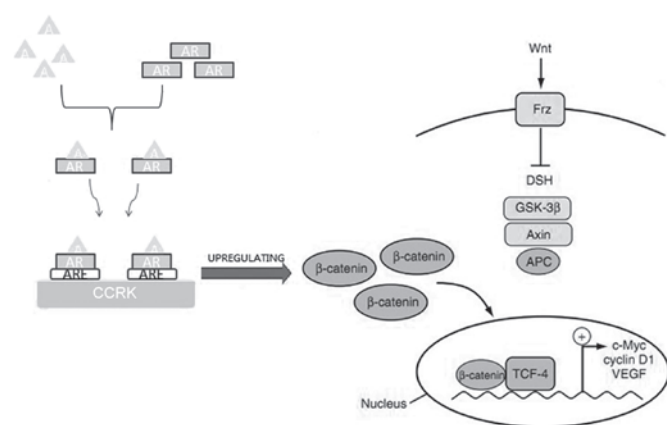 A
A
A
A
AR
AR
AR
A
AR
A
AR
A
AR
ARE
A
AR
ARE
CCRK
UPREGULATING
β-catenin
β-catenin
β-catenin
Wnt
Frz
DSH
GSK-3β
Axin
APC
β-catenin
TCF-4
+
c-Myc
cyclin D1
VEGF
Nucleus